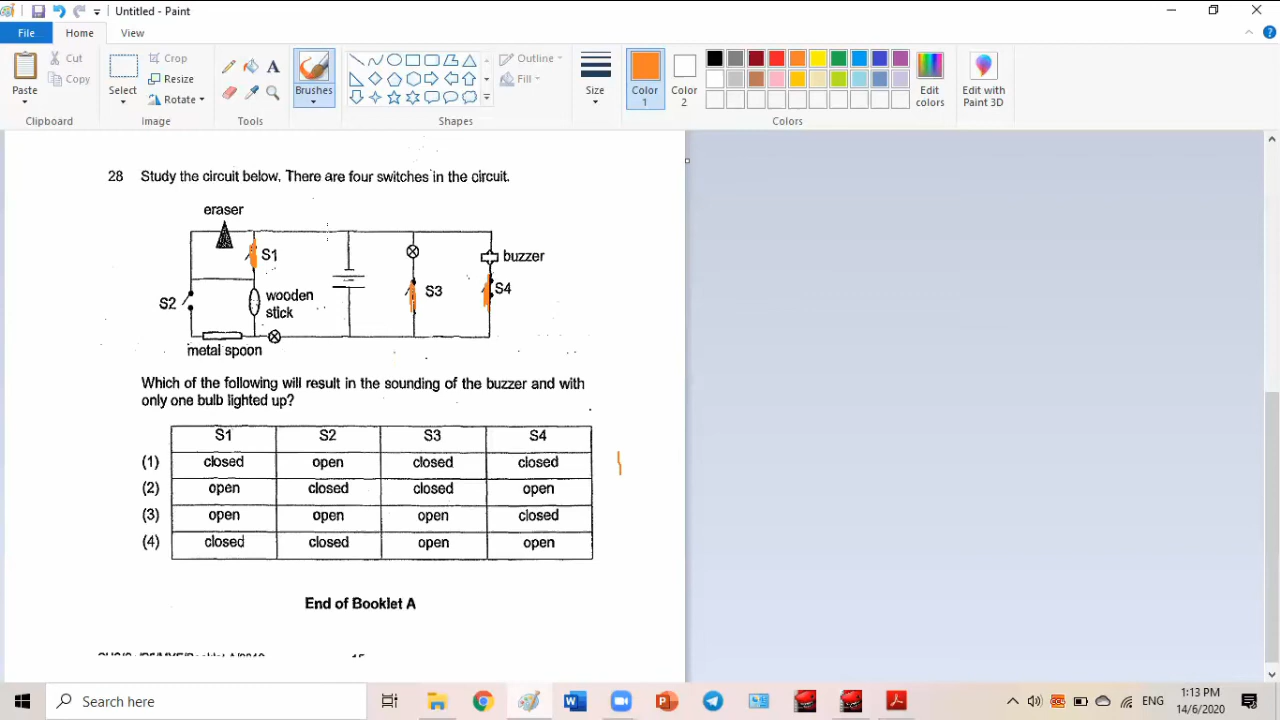 Untitled - Paint
File Home View
Cut
Copy
Paste
Clipboard
Select
Crop
Resize
Rotate
Image
A
Tools
Brushes
Outline
Fill
Shapes
Size
Color 1
Color 2
Edit colors
Edit with Paint 3D
Colors
28 Study the circuit below. There are four switches in the circuit.
eraser
S1
buzzer
S2
wooden stick
S3
S4
metal spoon
Which of the following will result in the sounding of the buzzer and with
only one bulb lighted up?
S1 S2 S3 S4
(1) closed open closed closed
(2) open closed closed open
(3) open open open closed
(4) closed closed open open
End of Booklet A
15
Type here to search
ENG
1:13 PM
14/6/2020